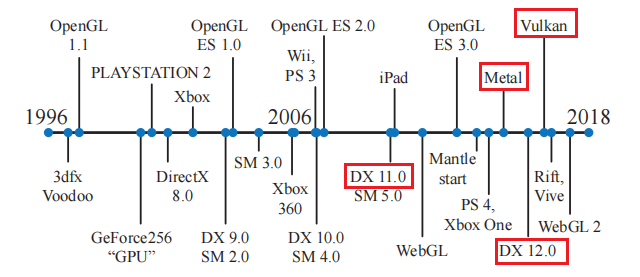 OpenGL
1.1
OpenGL
ES 1.0
OpenGL ES 2.0
OpenGL
ES 3.0
Vulkan
Wii,
PS 3
PLAYSTATION 2
iPad
Metal
Xbox
1996
2006
2018
3dfx
Voodoo
DirectX
8.0
SM 3.0
Xbox
360
DX 11.0
SM 5.0
Mantle
start
Rift,
Vive
PS 4,
Xbox One
WebGL 2
GeForce256
“GPU”
DX 9.0
SM 2.0
DX 10.0
SM 4.0
WebGL
DX 12.0